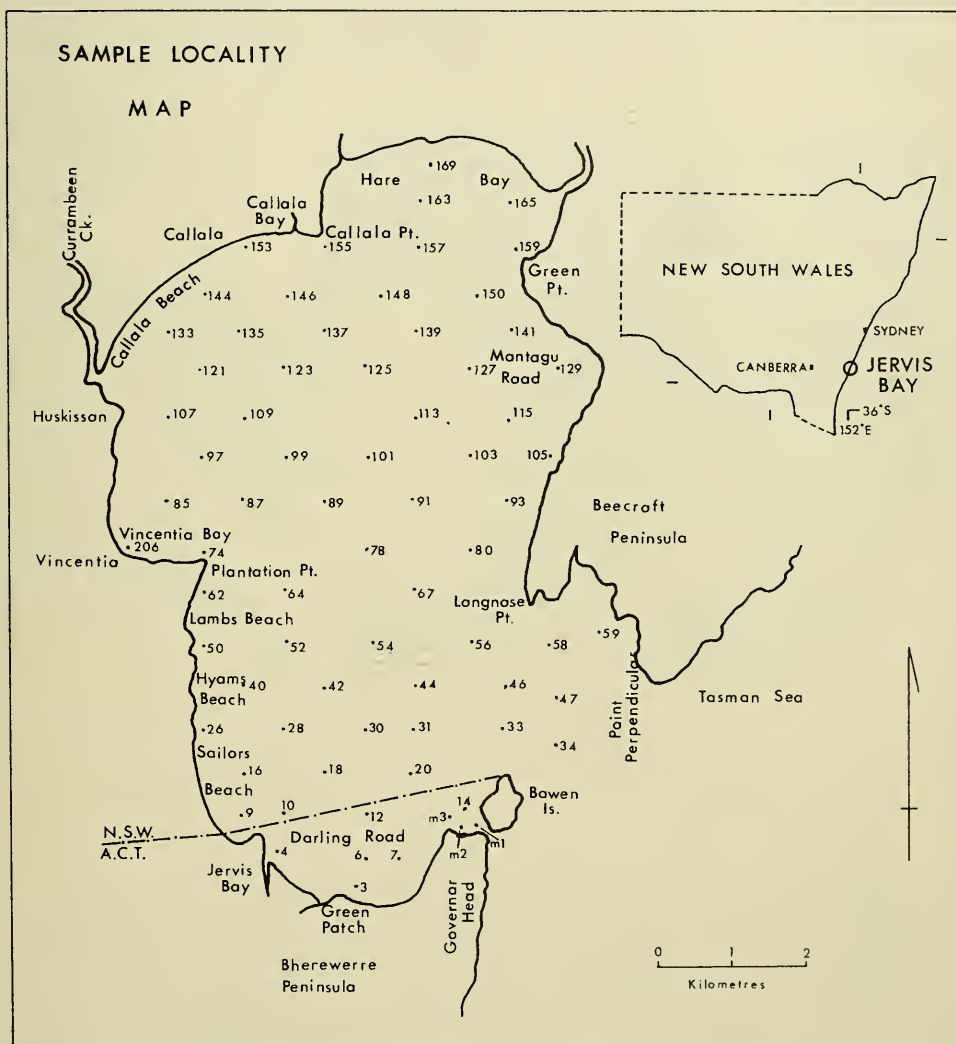 SAMPLE LOCALITY
MAP
169
Hare Bay
163
165
Callala
Bay
Currambeen
Ck.
Callala
Callala Pt.
153
155
157
159
Green
Pt.
Callala Beach
144
146
148
150
133
135
137
139
141
Mantagu
Road
121
123
125
127
129
Huskissan
107
109
113
115
97
99
101
103
105
85
87
89
91
93
Beecroft
Peninsula
Vincentia Bay
206
74
78
80
Vincentia
Plantation Pt.
62
64
67
Langnase
Pt.
Lambs Beach
59
50
52
54
56
58
Hyams
Beach
40
42
44
46
47
Paint
Perpendicular
Tasman Sea
26
28
30
31
33
34
Sailors
Beach
16
18
20
Bawen
Is.
9
10
12
14
m3
m2
m1
N.S.W.
A.C.T.
Darling Road
4
6
7
3
Jervis
Bay
Green
Patch
Governar
Head
Bherewerre
Peninsula
NEW SOUTH WALES
SYDNEY
CANBERRA
JERVIS
BAY
36°S
152°E
0 1 2
Kilometres